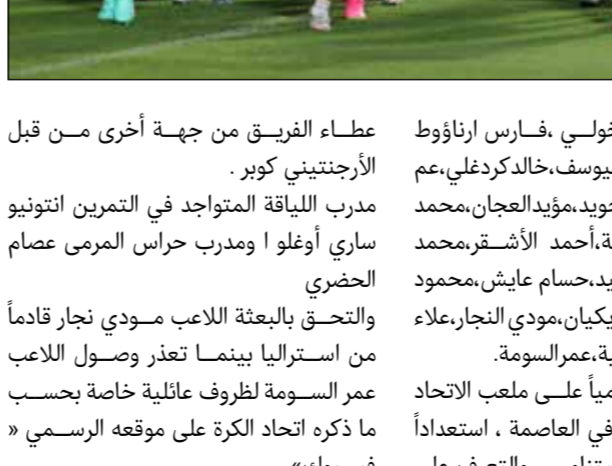 خولي ،فارس ارناؤوط
ليوسف،خالدكردغلي،عم
حويد،مؤيدالعجان،محمد
ة،أحمد الأشقر،محمد
يد،حسام عايش،محمود
يكيان،مودي النجار،علاء
ية،عمرالسومة.
مياً على ملعب الاتحاد
في العاصمة ، استعداداً
عطاء الفريق من جهة أخرى من قبل
الأرجنتيني كوبر .
مدرب اللياقة المتواجد في التمرين انتونيو
ساري أوغلو ا ومدرب حراس المرمى عصام
الحضري
والتحق بالبعثة اللاعب مودي نجار قادماً
من استراليا بينما تعذر وصول اللاعب
عمر السومة لظروف عائلية خاصة بحسب
ما ذكره اتحاد الكرة على موقعه الرسمي «